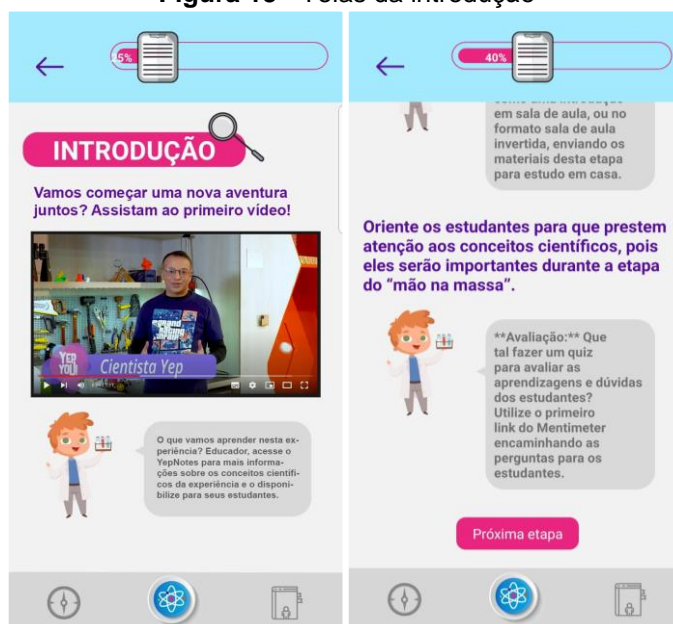 Figura 15 - Telas da introdução
25%
INTRODUÇÃO
Vamos começar uma nova aventura
juntos? Assistam ao primeiro vídeo!
YEP
YOU!
Cientista Yep
O que vamos aprender nesta ex-
periência? Educador, acesse o
YepNotes para mais informa-
ções sobre os conceitos científi-
cos da experiência e o disponi-
bilize para seus estudantes.
40%
em sala de aula, ou no
formato sala de aula
invertida, enviando os
materiais desta etapa
para estudo em casa.
Oriente os estudantes para que prestem
atenção aos conceitos científicos, pois
eles serão importantes durante a etapa
do “mão na massa”.
**Avaliação:** Que
tal fazer um quiz
para avaliar as
aprendizagens e dúvidas
dos estudantes?
Utilize o primeiro
link do Mentimeter
encaminhando as
perguntas para os
estudantes.
Próxima etapa